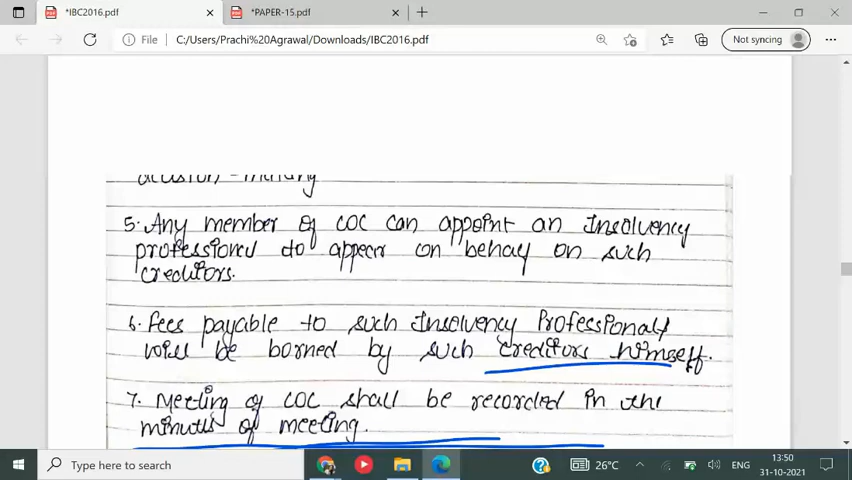 *IBC2016.pdf
*PAPER-15.pdf
File
C:/Users/Prachi%20Agrawal/Downloads/IBC2016.pdf
Not syncing
5. Any member of COC can appoint an Insolvency
professional to appear on behalf on such
creditors.
6. Fees payable to such Insolvency Professionals
will be borned by such creditors himself.
7. Meeting of COC shall be recorded in the
minutes of meeting.
Type here to search
26°C
ENG
13:50
31-10-2021